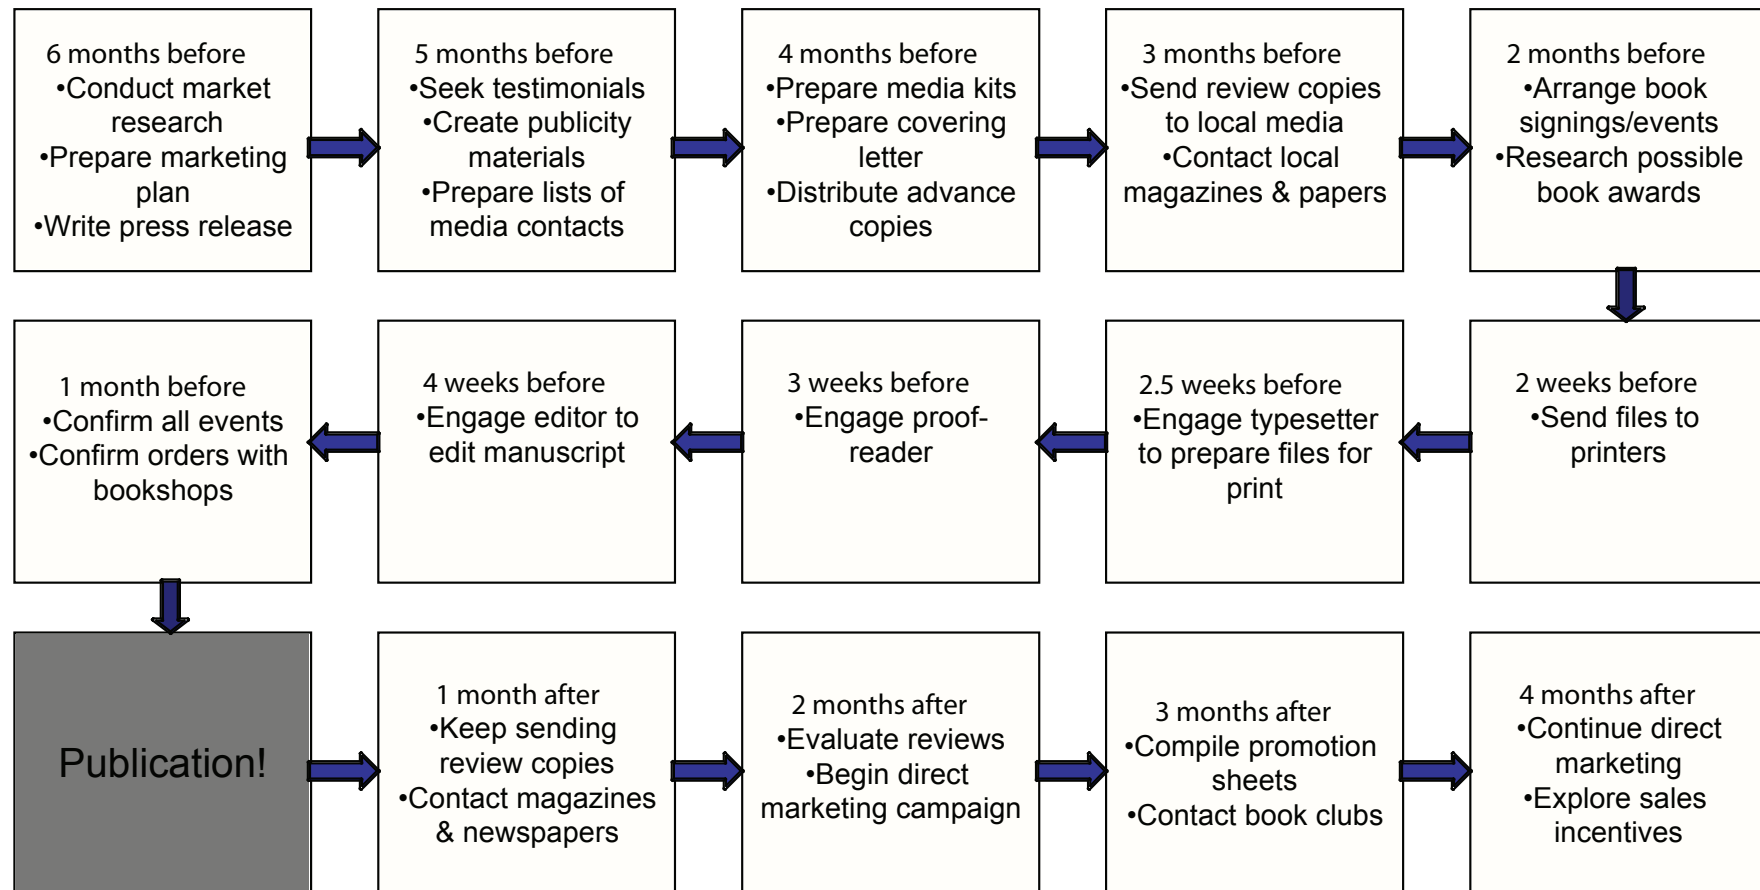 6 months before
•Conduct market
research
•Prepare marketing
plan
•Write press release
5 months before
•Seek testimonials
•Create publicity
materials
•Prepare lists of
media contacts
4 months before
•Prepare media kits
•Prepare covering
letter
•Distribute advance
copies
3 months before
•Send review copies
to local media
•Contact local
magazines & papers
2 months before
•Arrange book
signings/events
•Research possible
book awards
2 weeks before
•Send files to
printers
2.5 weeks before
•Engage typesetter
to prepare files for
print
3 weeks before
•Engage proof-
reader
4 weeks before
•Engage editor to
edit manuscript
1 month before
•Confirm all events
•Confirm orders with
bookshops
Publication!
1 month after
•Keep sending
review copies
•Contact magazines
& newspapers
2 months after
•Evaluate reviews
•Begin direct
marketing campaign
3 months after
•Compile promotion
sheets
•Contact book clubs
4 months after
•Continue direct
marketing
•Explore sales
incentives